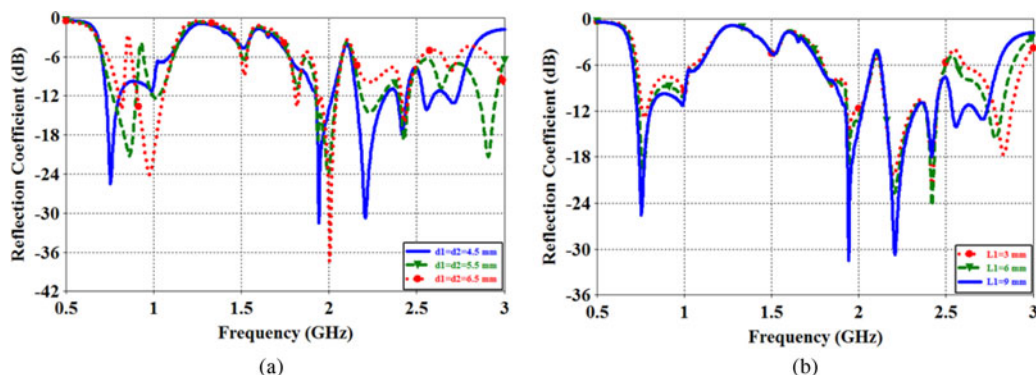 0
-6
-12
-18
-24
-30
-36
-42
Reflection Coefficient (dB)
d1=d2=4.5 mm
d1=d2=5.5 mm
d1=d2=6.5 mm
0.5 1 1.5 2 2.5 3
Frequency (GHz)
(a)
0
-6
-12
-18
-24
-30
-36
Reflection Coefficient (dB)
L1=3 mm
L1=6 mm
L1=9 mm
0.5 1 1.5 2 2.5 3
Frequency (GHz)
(b)